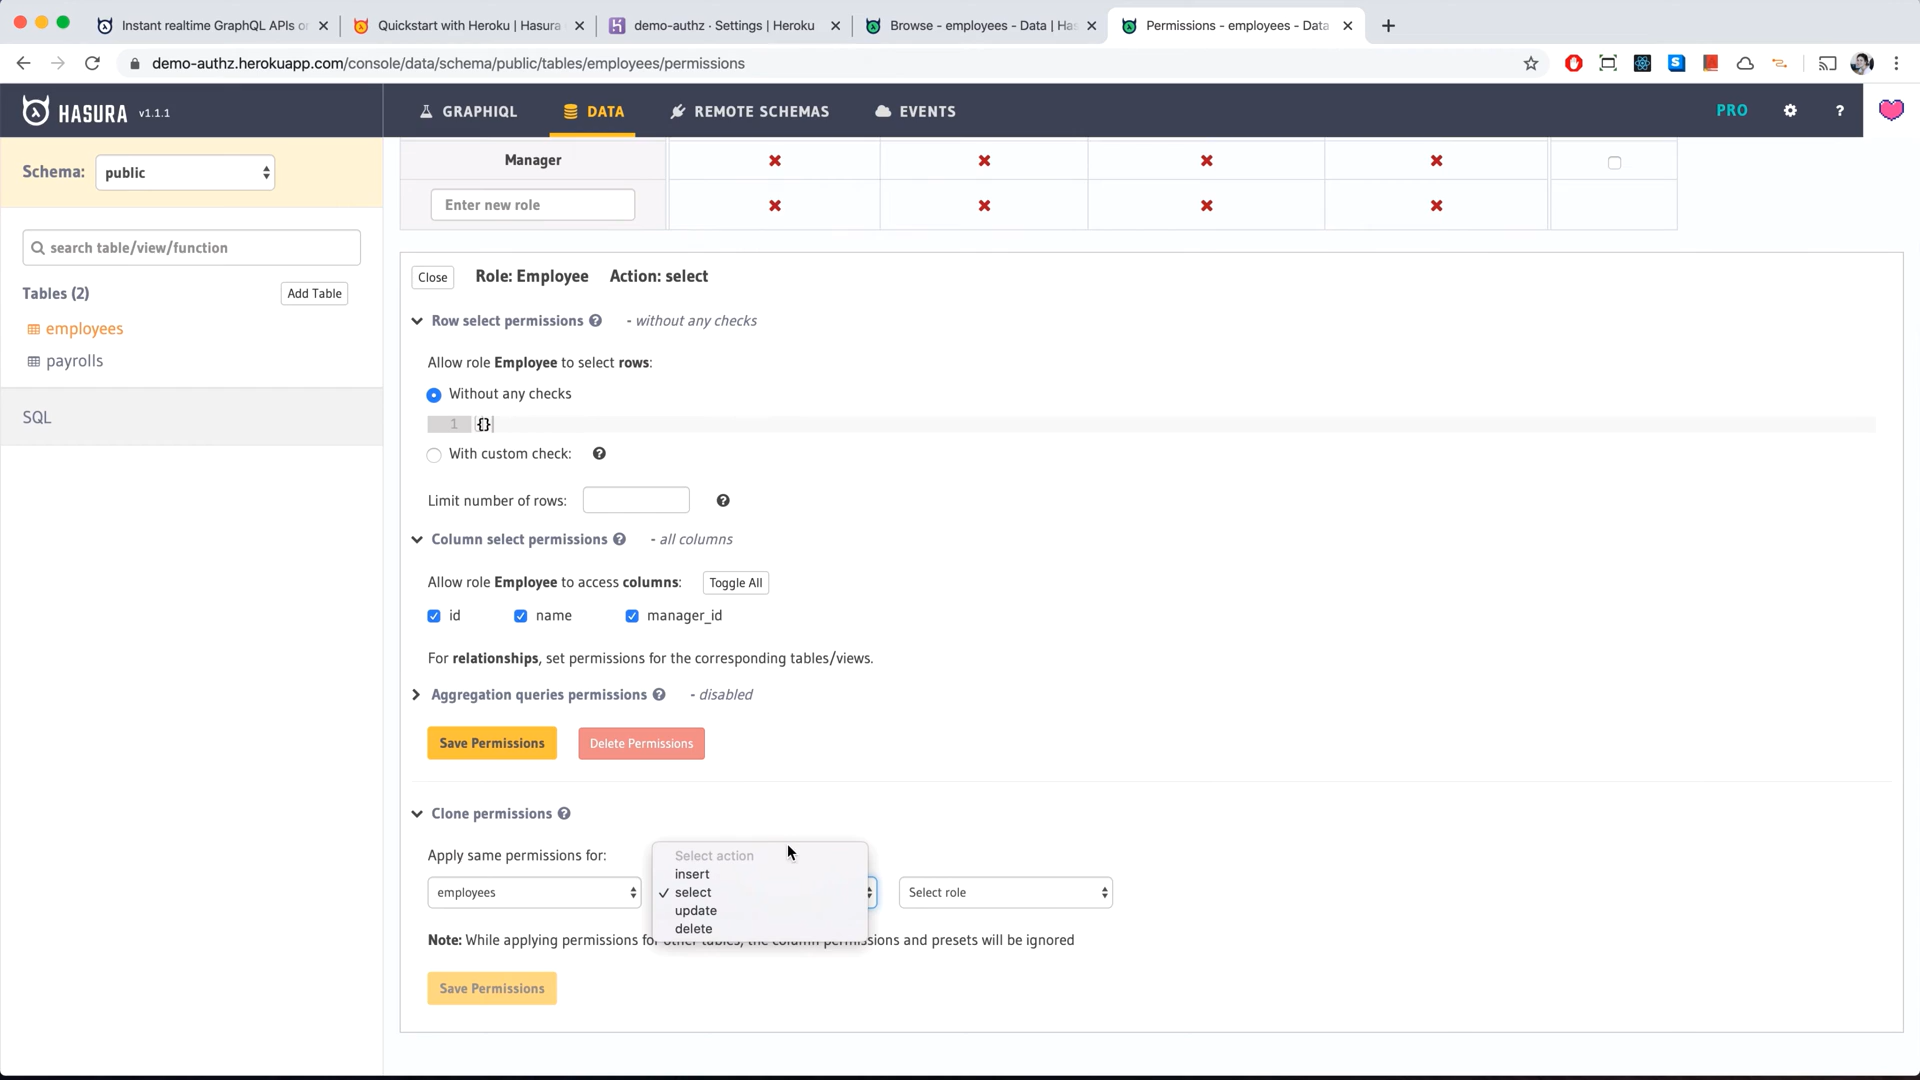 Instant realtime GraphQL APIs o
Quickstart with Heroku | Hasura
demo-authz · Settings | Heroku
Browse - employees - Data | Has
Permissions - employees - Data
demo-authz.herokuapp.com/console/data/schema/public/tables/employees/permissions
HASURA v1.1.1
GRAPHIQL
DATA
REMOTE SCHEMAS
EVENTS
PRO
?
Schema: public
search table/view/function
Tables (2)
Add Table
employees
payrolls
SQL
Manager
Enter new role
Close
Role: Employee Action: select
Row select permissions ? - without any checks
Allow role Employee to select rows:
Without any checks
1 {}
With custom check: ?
Limit number of rows: ?
Column select permissions ? - all columns
Allow role Employee to access columns: Toggle All
id name manager_id
For relationships, set permissions for the corresponding tables/views.
Aggregation queries permissions ? - disabled
Save Permissions
Delete Permissions
Clone permissions ?
Apply same permissions for:
employees
Select action
insert
✓ select
update
delete
Select role
Note: While applying permissions for other tables, the column permissions and presets will be ignored
Save Permissions